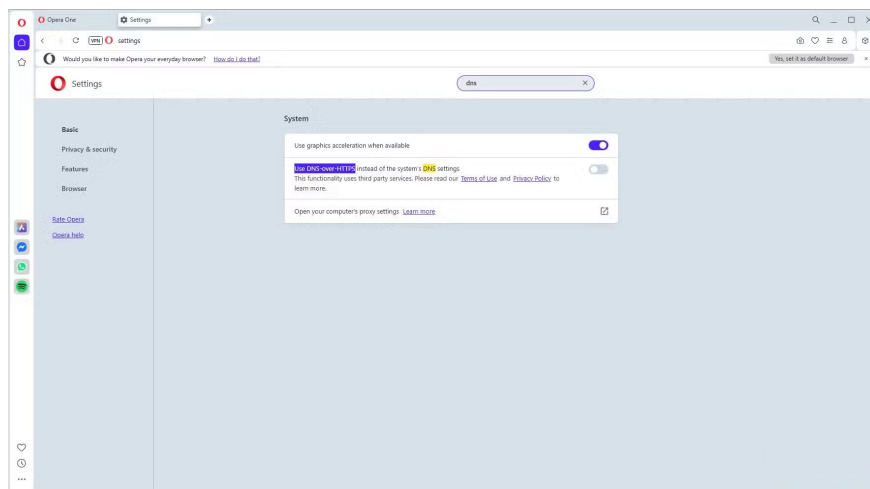 Opera One
Settings
VPN
settings
Would you like to make Opera your everyday browser? How do I do that?
Yes, set it as default browser
Settings
dns
Basic
Privacy & security
Features
Browser
Rate Opera
Opera help
System
Use graphics acceleration when available
Use DNS-over-HTTPS instead of the system's DNS settings
This functionality uses third party services. Please read our Terms of Use and Privacy Policy to
learn more.
Open your computer's proxy settings Learn more